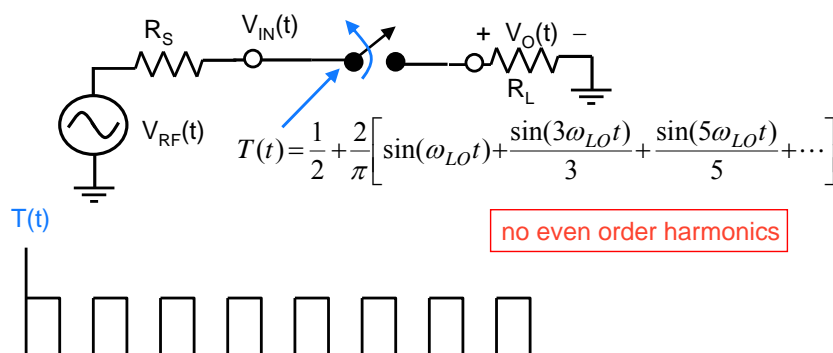 R_S V_IN(t) + V_O(t) −
R_L
V_RF(t)
T(t) = 1/2 + 2/π [ sin(ω_LO t) + sin(3ω_LO t)/3 + sin(5ω_LO t)/5 + ⋯ ]
T(t)
no even order harmonics